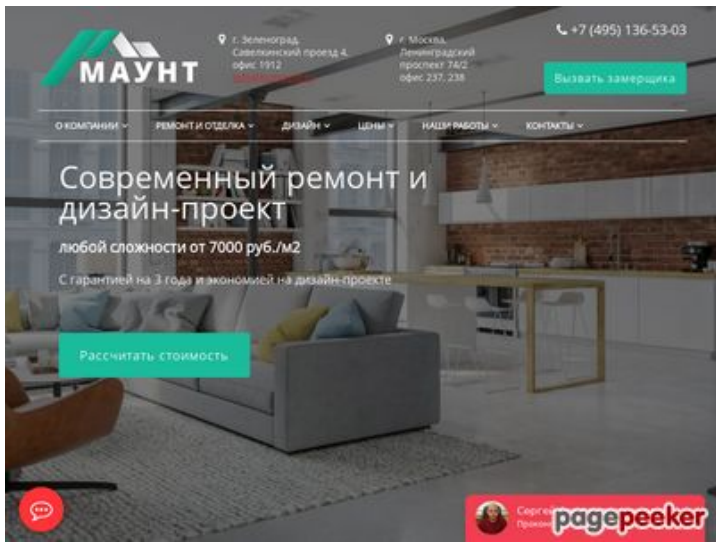 МАУНТ
г. Зеленоград,
Савелкинский проезд 4,
офис 1912
г. Москва,
Ленинградский
проспект 74/2
офис 237, 238
+7 (495) 136-53-03
Вызвать замерщика
О КОМПАНИИ
РЕМОНТ И ОТДЕЛКА
ДИЗАЙН
ЦЕНЫ
НАШИ РАБОТЫ
КОНТАКТЫ
Современный ремонт и
дизайн-проект
любой сложности от 7000 руб./м2
С гарантией на 3 года и экономией на дизайн-проекте
Рассчитать стоимость
Сергей
pagepeeker